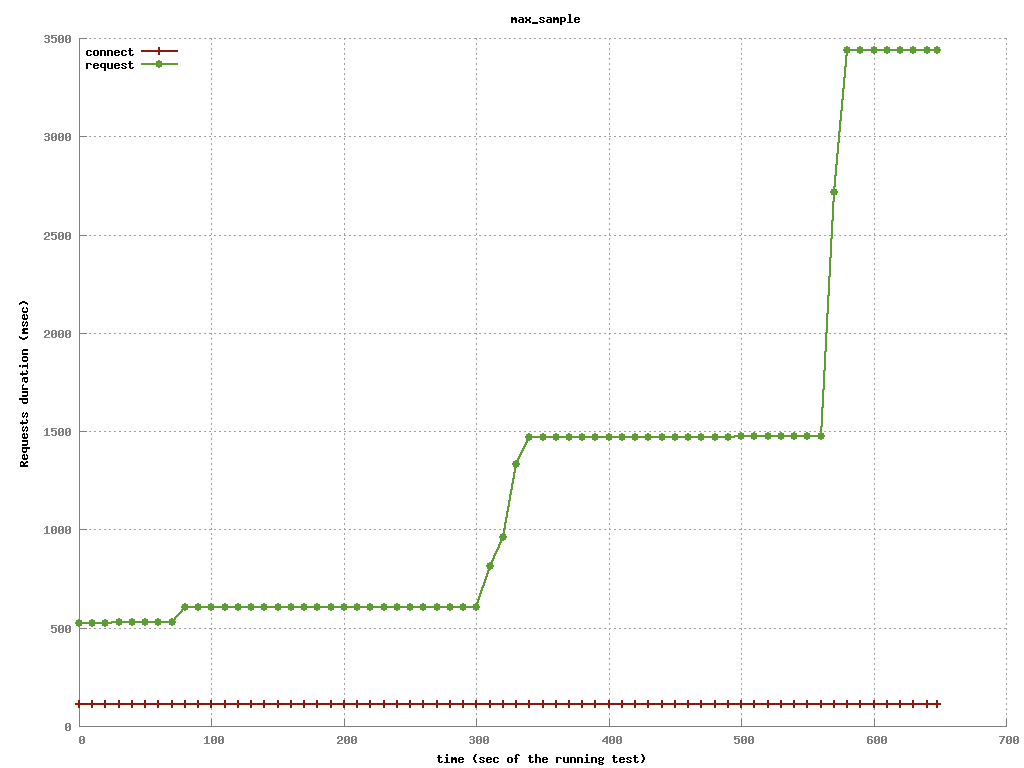 max_sample
connect
request
3500
3000
2500
2000
1500
1000
500
0
0 100 200 300 400 500 600 700
Requests duration (msec)
time (sec of the running test)